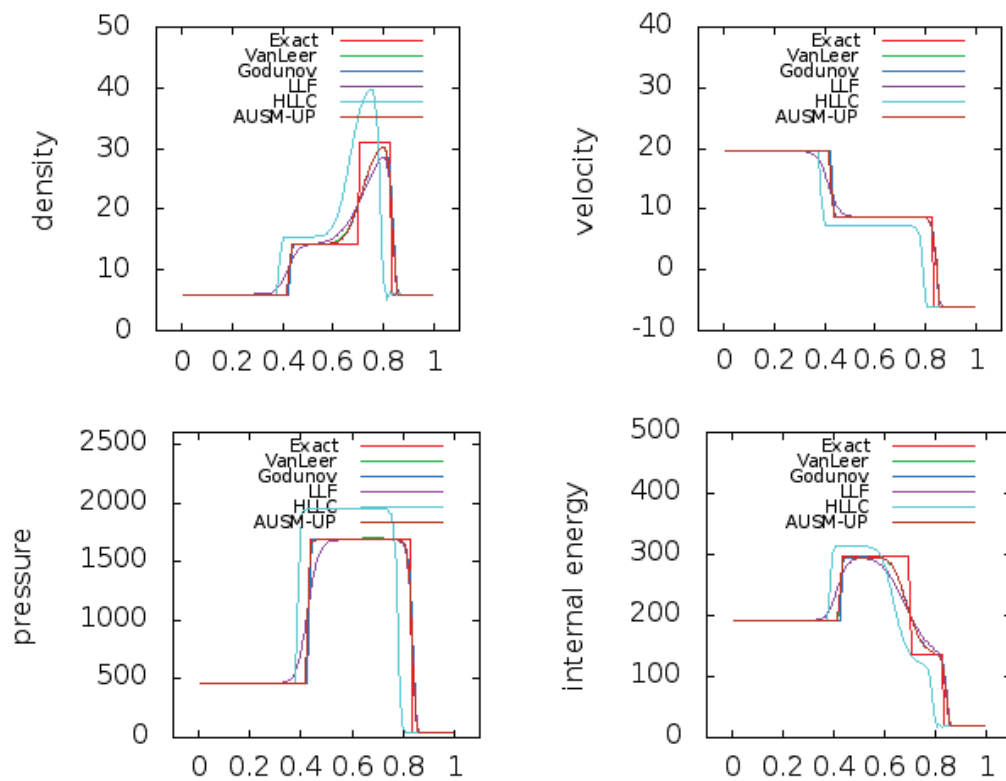 density
50
40
30
20
10
0
Exact
VanLeer
Godunov
LLF
HLLC
AUSM-UP
0 0.2 0.4 0.6 0.8 1
velocity
40
30
20
10
0
-10
Exact
VanLeer
Godunov
LLF
HLLC
AUSM-UP
0 0.2 0.4 0.6 0.8 1
pressure
2500
2000
1500
1000
500
0
Exact
VanLeer
Godunov
LLF
HLLC
AUSM-UP
0 0.2 0.4 0.6 0.8 1
internal energy
500
400
300
200
100
0
Exact
VanLeer
Godunov
LLF
HLLC
AUSM-UP
0 0.2 0.4 0.6 0.8 1